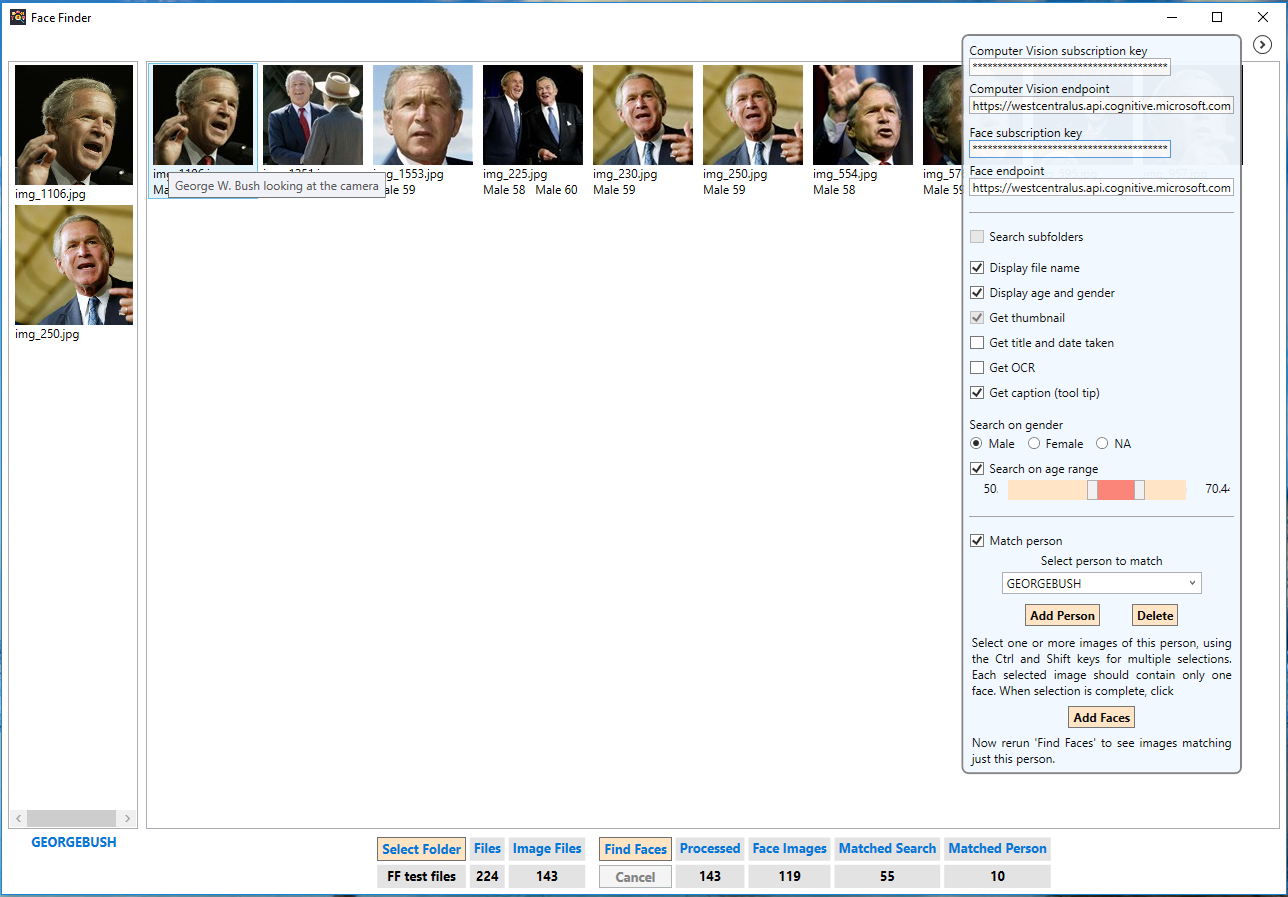 Face Finder
img_1106.jpg
img_250.jpg
GEORGEBUSH
George W. Bush looking at the camera
img_1553.jpg
Male 59
img_225.jpg
Male 58 Male 60
img_230.jpg
Male 59
img_250.jpg
Male 59
img_554.jpg
Male 58
Male 59
Computer Vision subscription key
Computer Vision endpoint
https://westcentralus.api.cognitive.microsoft.com
Face subscription key
Face endpoint
https://westcentralus.api.cognitive.microsoft.com
Search subfolders
Display file name
Display age and gender
Get thumbnail
Get title and date taken
Get OCR
Get caption (tool tip)
Search on gender
Male Female NA
Search on age range
50. 70.44
Match person
Select person to match
GEORGEBUSH
Add Person Delete
Select one or more images of this person, using
the Ctrl and Shift keys for multiple selections.
Each selected image should contain only one
face. When selection is complete, click
Add Faces
Now rerun 'Find Faces' to see images matching
just this person.
Select Folder Files Image Files Find Faces Processed Face Images Matched Search Matched Person
FF test files 224 143 Cancel 143 119 55 10